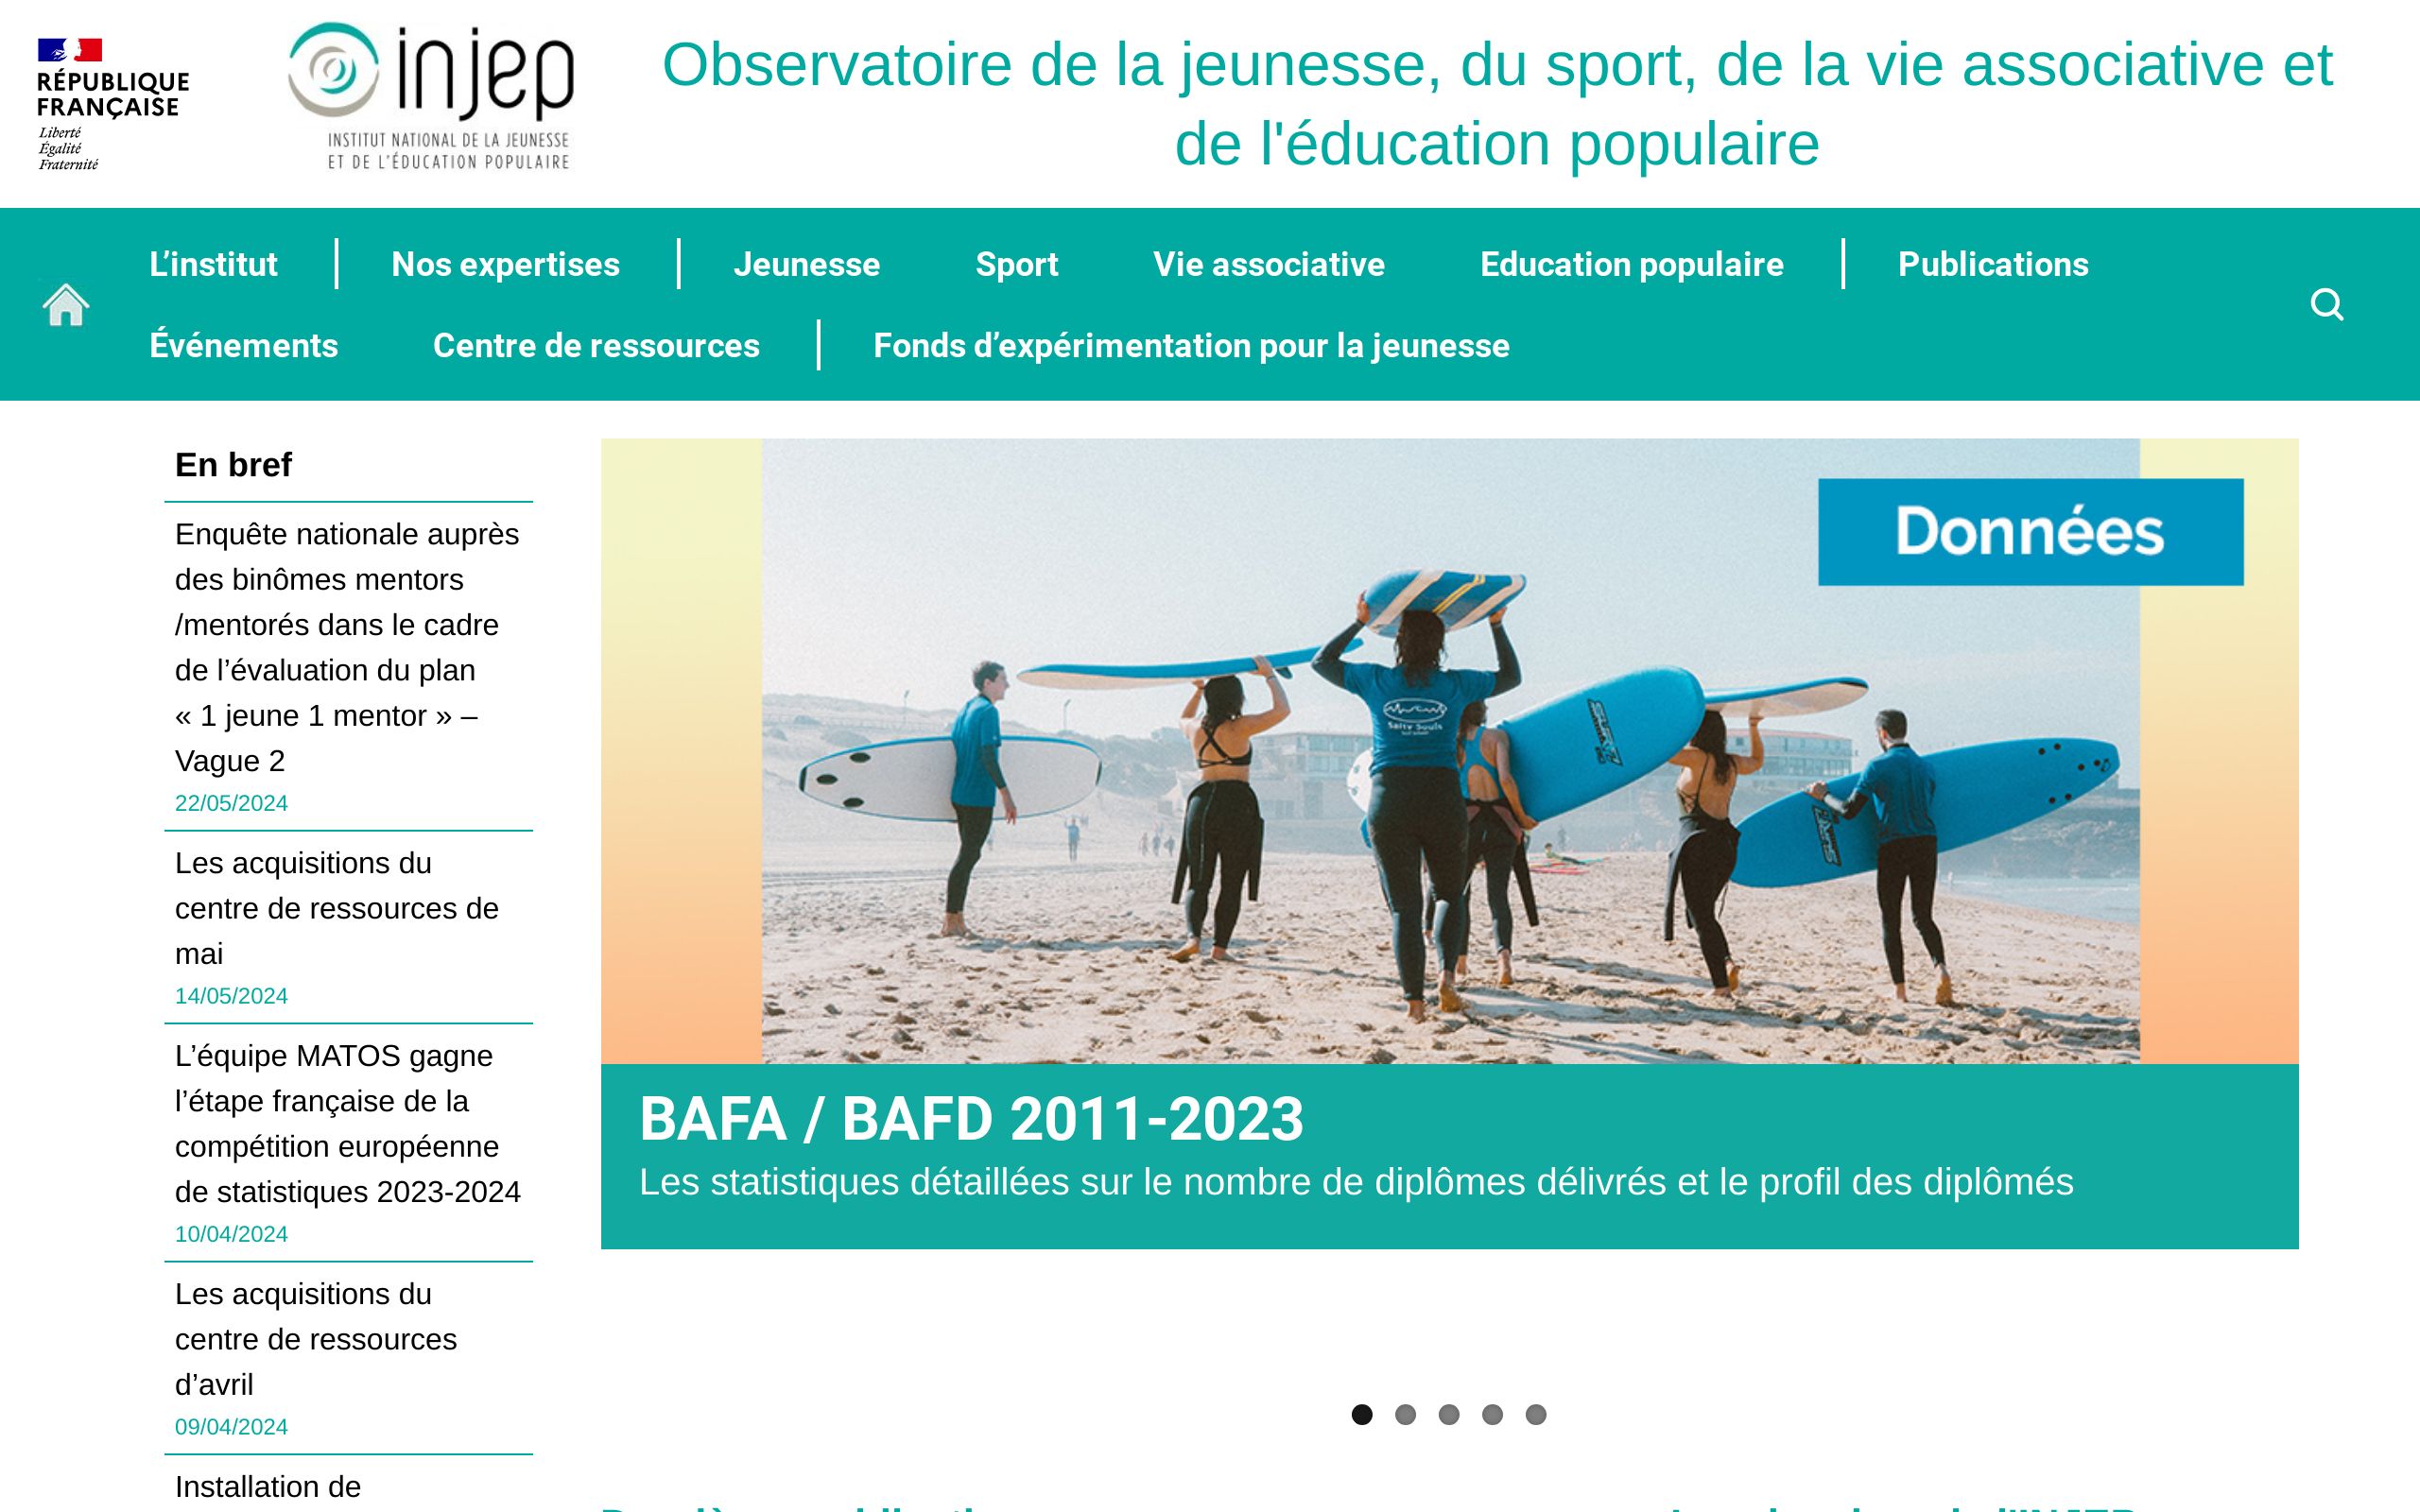 RÉPUBLIQUE
FRANÇAISE
Liberté
Égalité
Fraternité
injep
INSTITUT NATIONAL DE LA JEUNESSE
ET DE L'ÉDUCATION POPULAIRE
Observatoire de la jeunesse, du sport, de la vie associative et
de l'éducation populaire
L’institut
Nos expertises
Jeunesse
Sport
Vie associative
Education populaire
Publications
Événements
Centre de ressources
Fonds d’expérimentation pour la jeunesse
En bref
Enquête nationale auprès
des binômes mentors
/mentorés dans le cadre
de l’évaluation du plan
« 1 jeune 1 mentor » –
Vague 2
22/05/2024
Les acquisitions du
centre de ressources de
mai
14/05/2024
L’équipe MATOS gagne
l’étape française de la
compétition européenne
de statistiques 2023-2024
10/04/2024
Les acquisitions du
centre de ressources
d’avril
09/04/2024
Installation de
Données
Salty Souls
BAFA / BAFD 2011-2023
Les statistiques détaillées sur le nombre de diplômes délivrés et le profil des diplômés